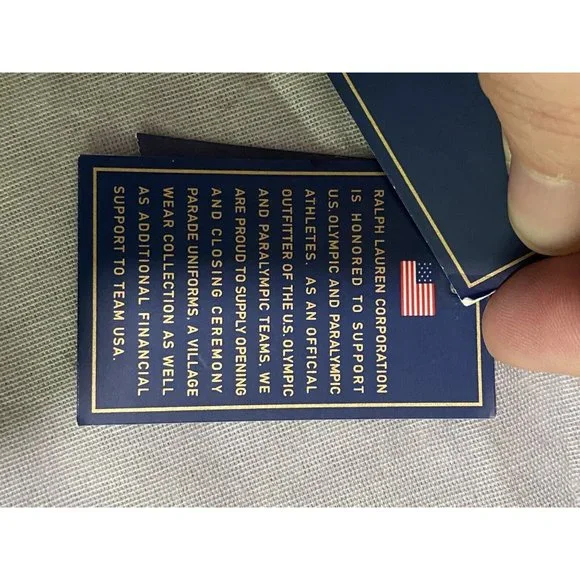 RALPH LAUREN CORPORATION
IS HONORED TO SUPPORT
U.S. OLYMPIC AND PARALYMPIC
ATHLETES. AS AN OFFICIAL
OUTFITTER OF THE U.S. OLYMPIC
AND PARALYMPIC TEAMS, WE
ARE PROUD TO SUPPLY OPENING
AND CLOSING CEREMONY
PARADE UNIFORMS, A VILLAGE
WEAR COLLECTION AS WELL
AS ADDITIONAL FINANCIAL
SUPPORT TO TEAM USA.